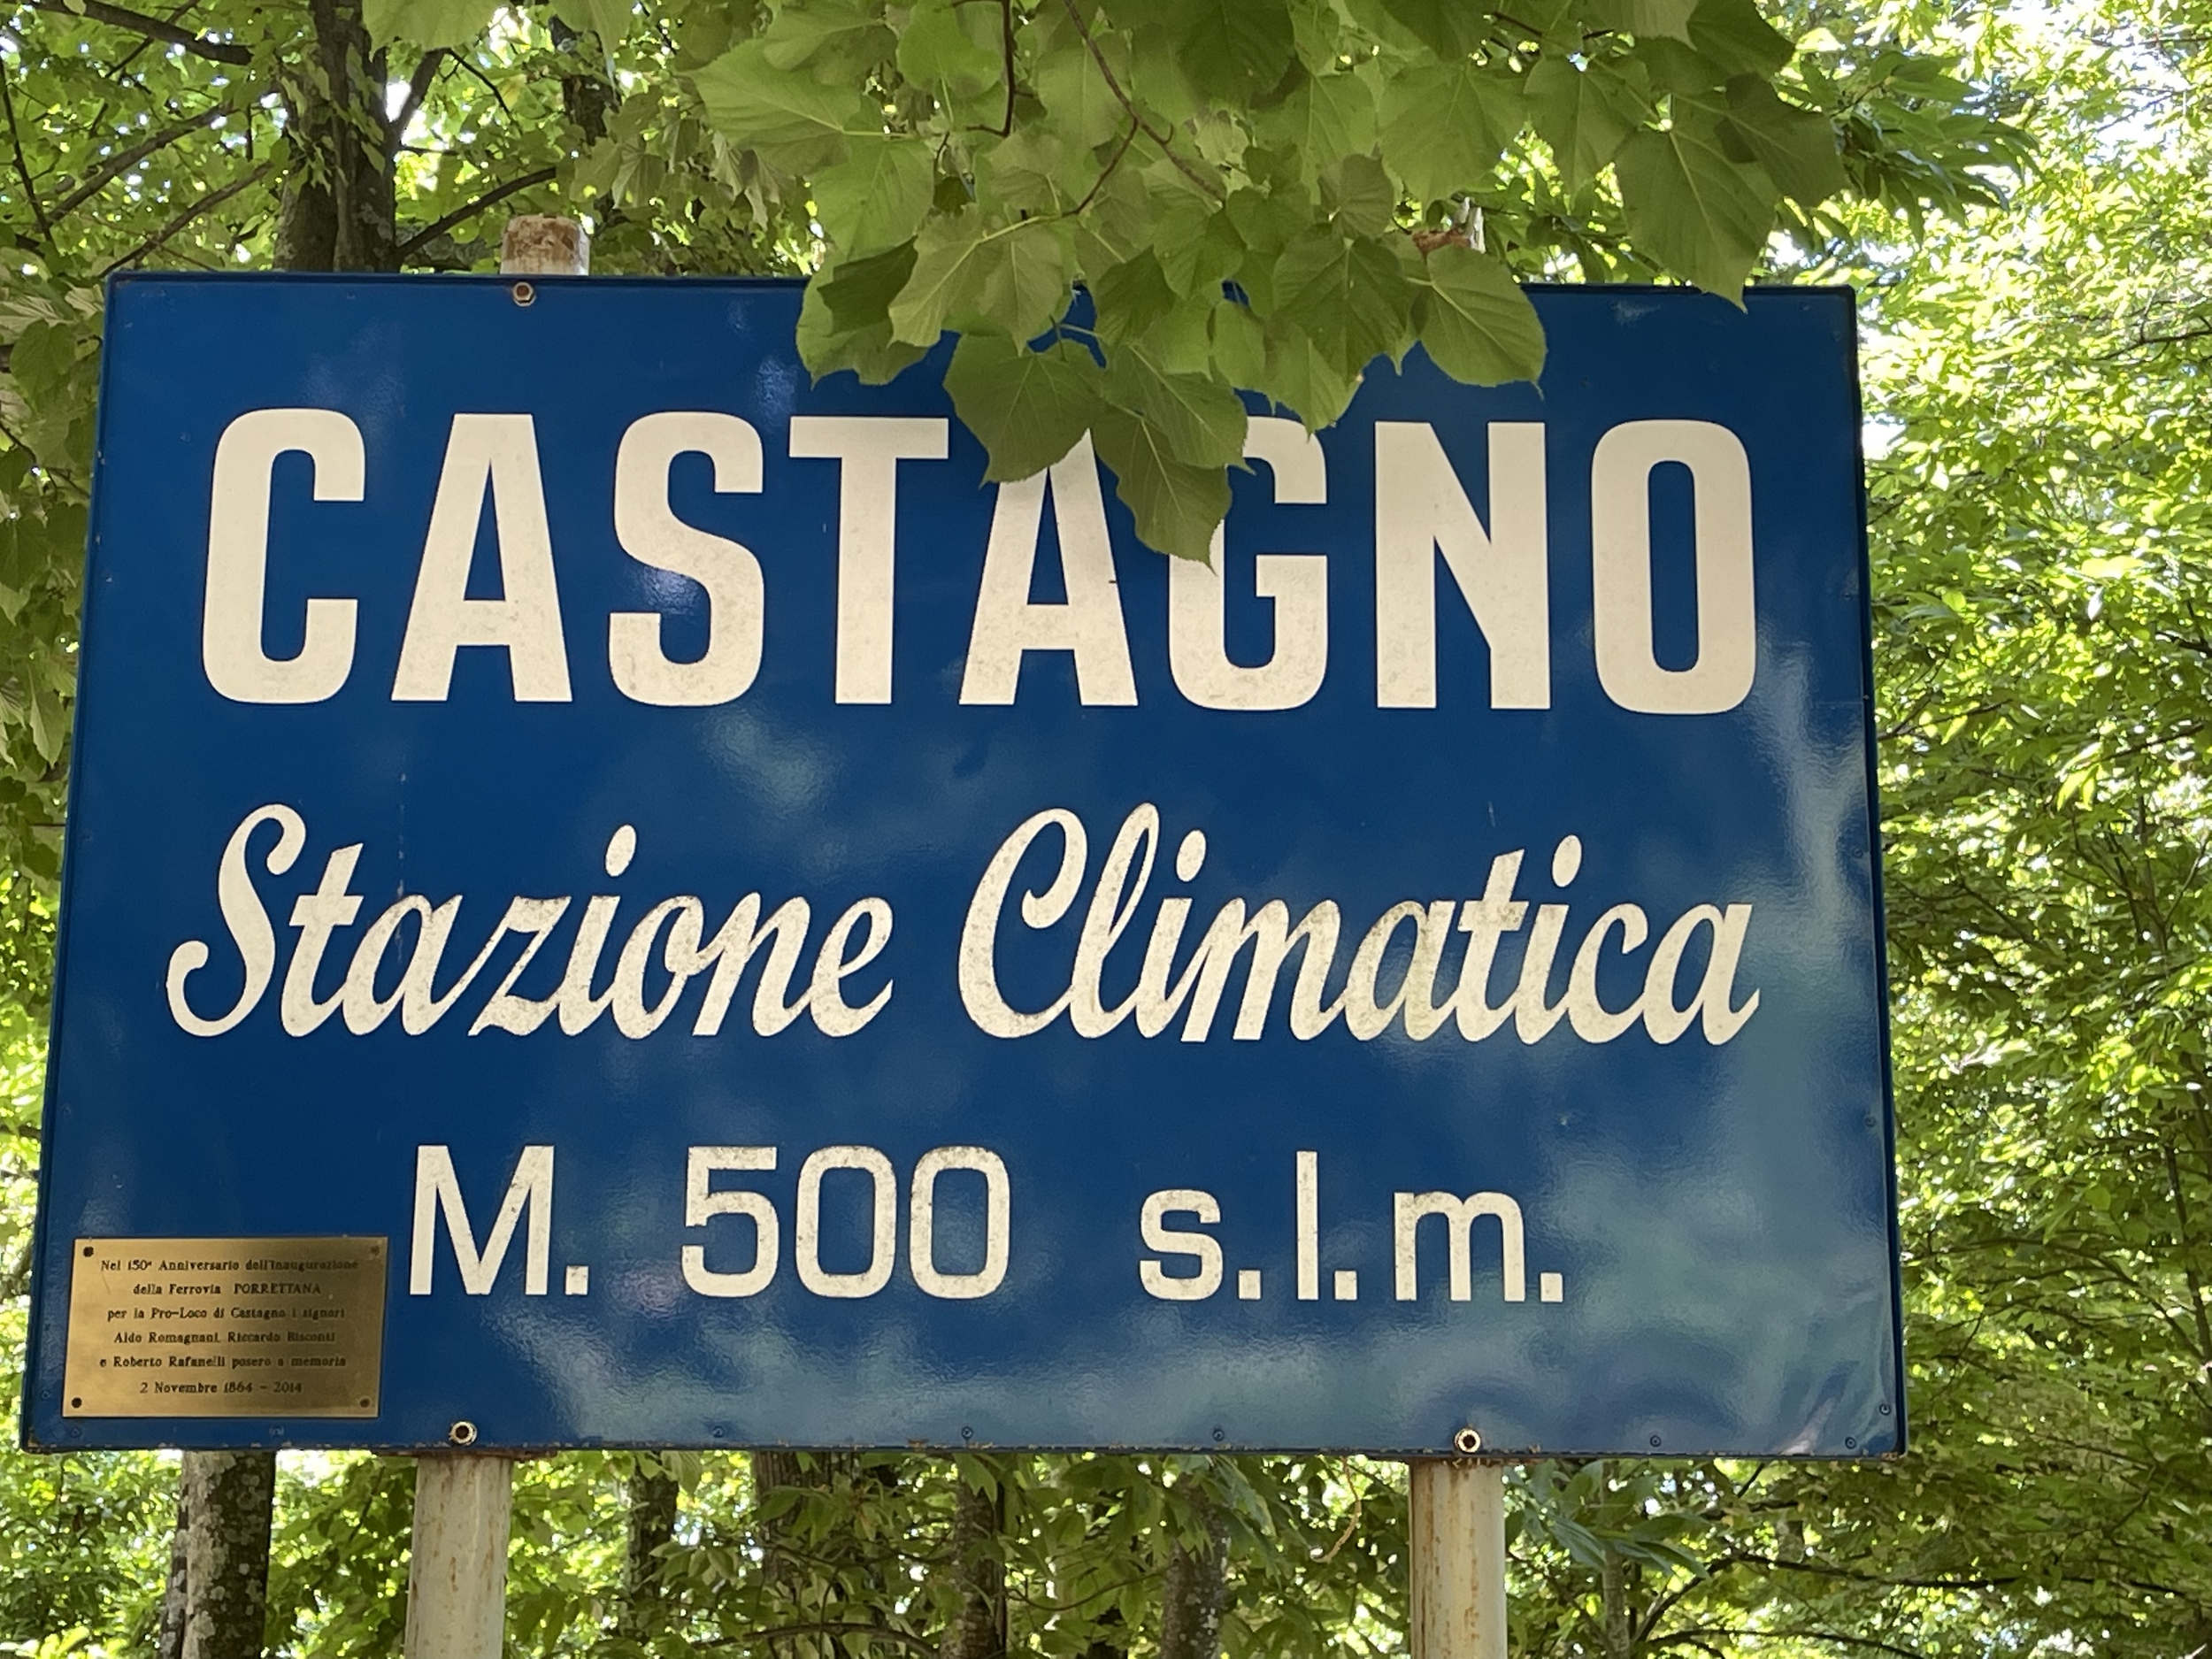 CASTAGNO
Stazione Climatica
M. 500 s.l.m.
Nel 150° Anniversario dell'inaugurazione
della Ferrovia PORRETTANA
per la Pro-Loco di Castagno i signori
Aldo Romagnani, Riccardo Bisconti
e Roberto Rafanelli posero a memoria
2 Novembre 1864 - 2014